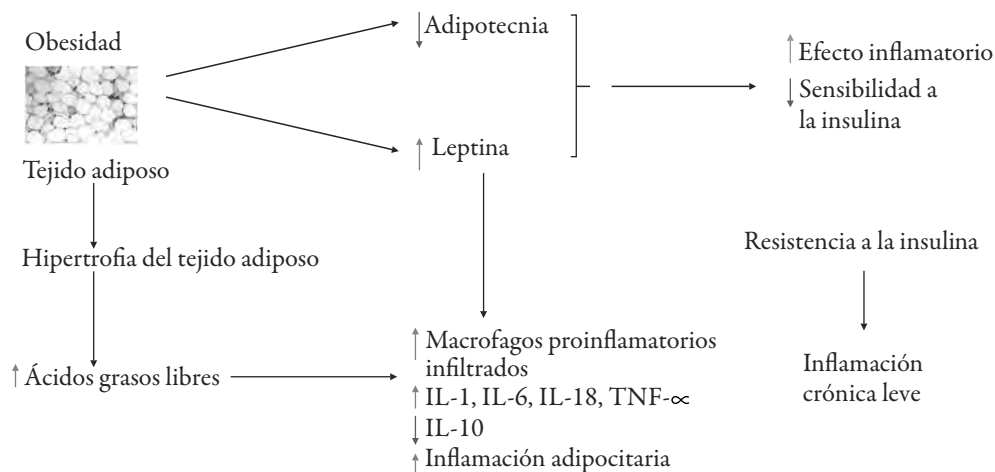 Obesidad
Tejido adiposo
Hipertrofia del tejido adiposo
↑ Ácidos grasos libres
↓ Adipotecnia
↑ Leptina
↑ Macrofagos proinflamatorios
infiltrados
↑ IL-1, IL-6, IL-18, TNF-∝
↓ IL-10
↑ Inflamación adipocitaria
↑ Efecto inflamatorio
↓ Sensibilidad a
la insulina
Resistencia a la insulina
Inflamación
crónica leve